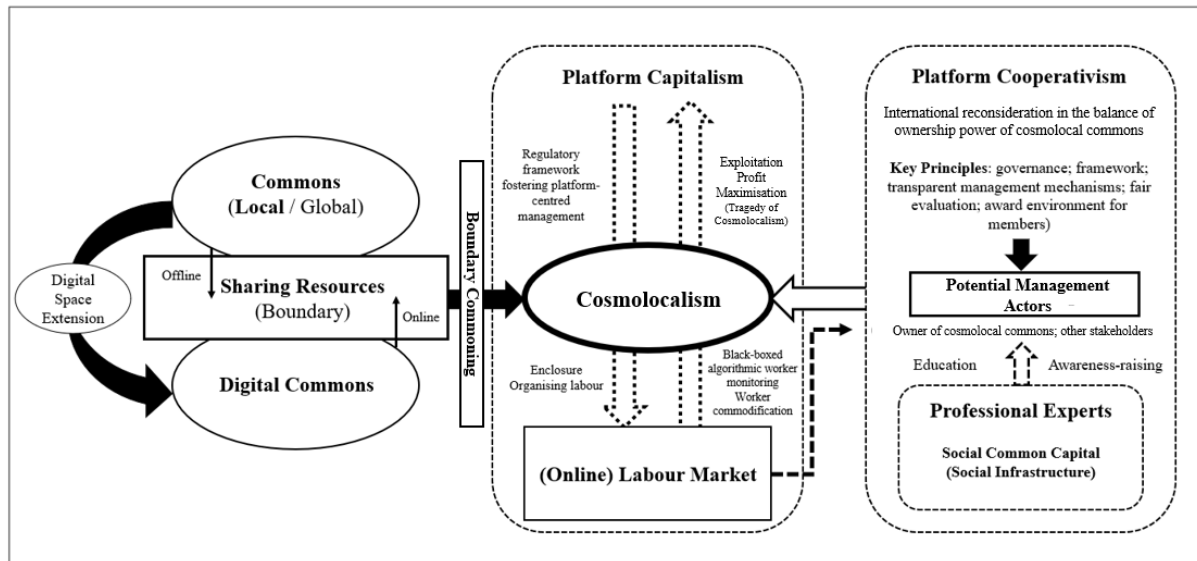 Commons
(Local / Global)
Offline
Digital
Space
Extension
Sharing Resources
(Boundary)
Online
Digital Commons
Boundary Commoning
Platform Capitalism
Regulatory
framework
fostering platform-
centred
management
Exploitation
Profit
Maximisation
(Tragedy of
Cosmolocalism)
Cosmolocalism
Enclosure
Organising labour
Black-boxed
algorithmic worker
monitoring
Worker
commodification
(Online) Labour Market
Platform Cooperativism
International reconsideration in the balance of
ownership power of cosmolocal commons
Key Principles: governance; framework;
transparent management mechanisms; fair
evaluation; award environment for
members)
Potential Management
Actors
Owner of cosmolocal commons; other stakeholders
Education
Awareness-raising
Professional Experts
Social Common Capital
(Social Infrastructure)